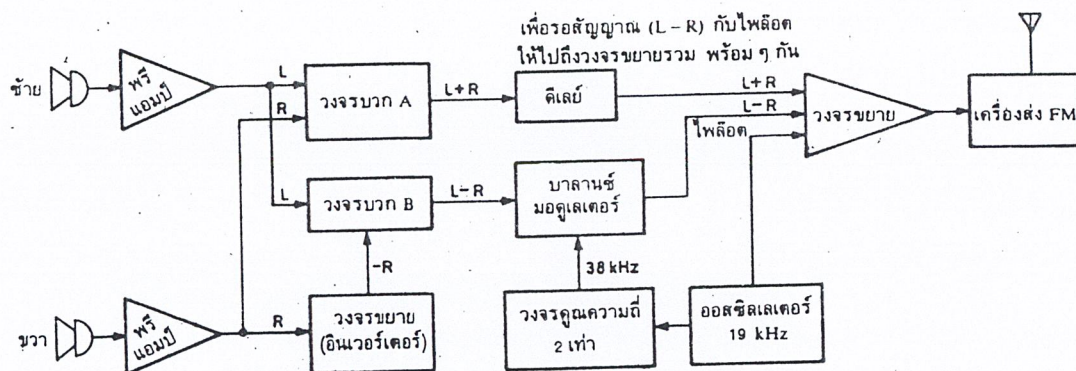 เพื่อรอสัญญาณ (L-R) กับไพล๊อต
ให้ไปถึงวงจรขยายรวม พร้อม ๆ กัน
ซ้าย
พรี
แอมป์
L
R
วงจรบวก A
L+R
ดีเลย์
L+R
L-R
ไพล๊อต
วงจรขยาย
เครื่องส่ง FM
L
วงจรบวก B
L-R
บาลานซ์
มอดูเลเตอร์
-R
38 kHz
ขวา
พรี
แอมป์
R
วงจรขยาย
(อินเวอร์เตอร์)
วงจรคูณความถี่
2 เท่า
ออสซิลเลเตอร์
19 kHz